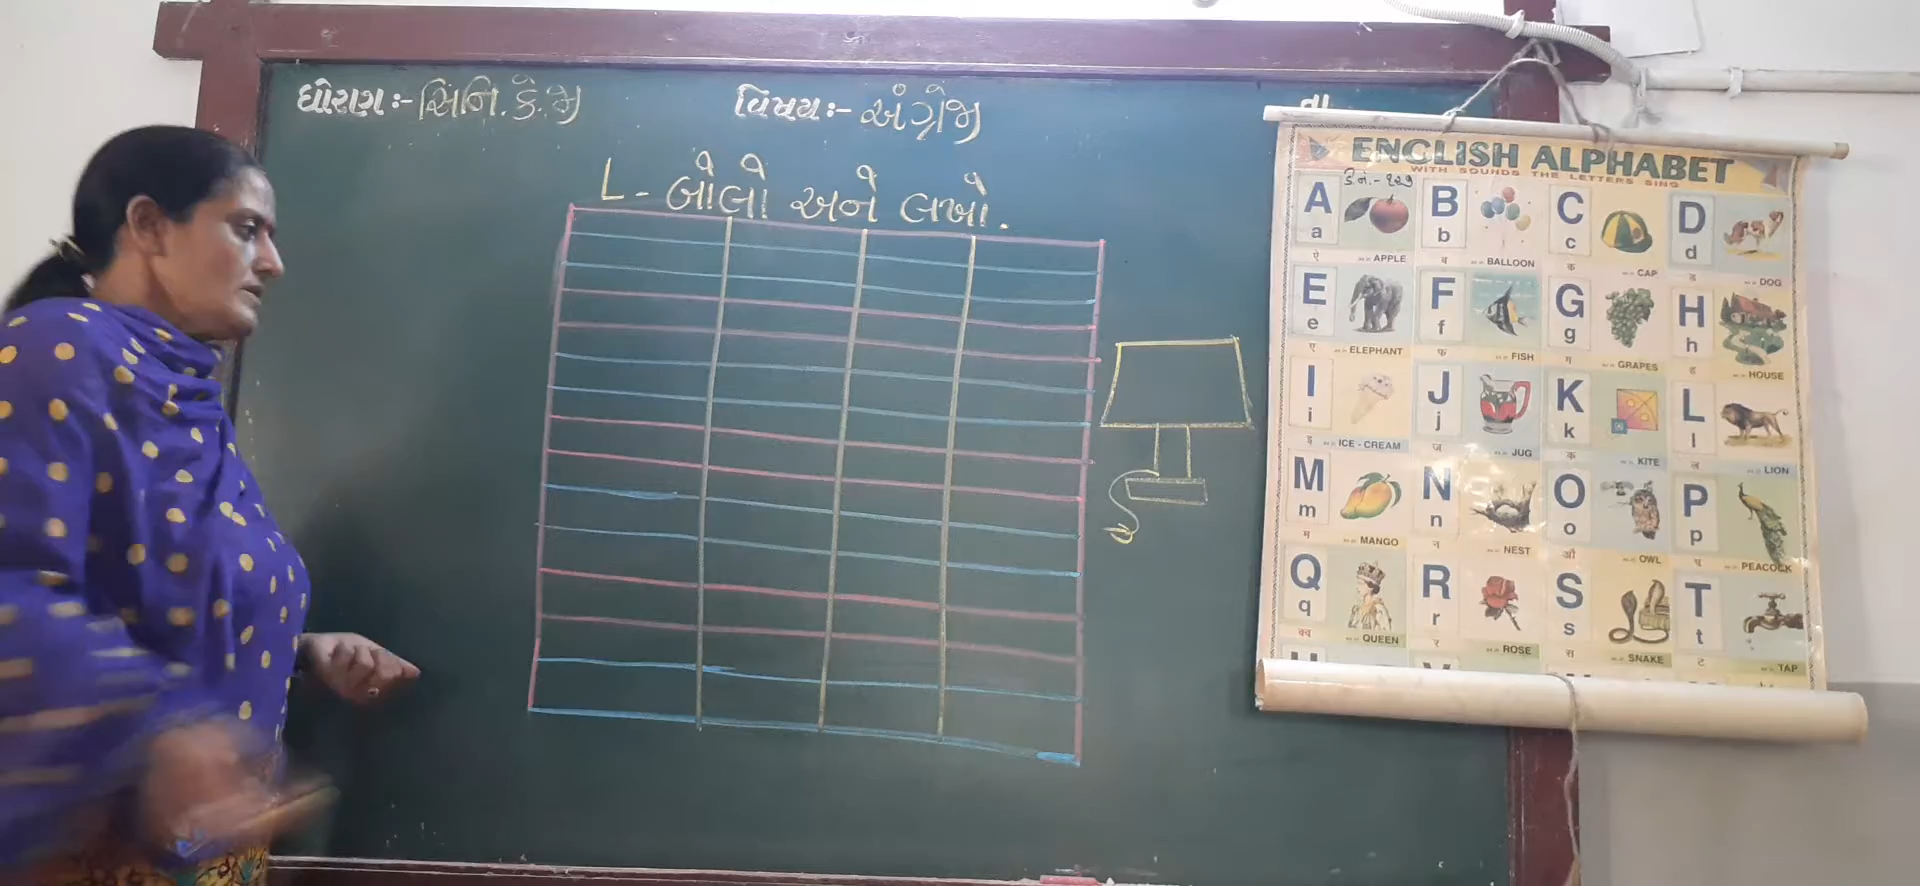 ધોરણ :- સિનિ. કે. જી
વિષય :- અંગ્રેજી
તા
L - બોલો અને લખો.
ENGLISH ALPHABET
WITH SOUNDS THE LETTERS SING
A a APPLE
B b BALLOON
C c CAP
D d DOG
E e ELEPHANT
F f FISH
G g GRAPES
H h HOUSE
I i ICE - CREAM
J j JUG
K k KITE
L l LION
M m MANGO
N n NEST
O o OWL
P p PEACOCK
Q q QUEEN
R r ROSE
S s SNAKE
T t TAP